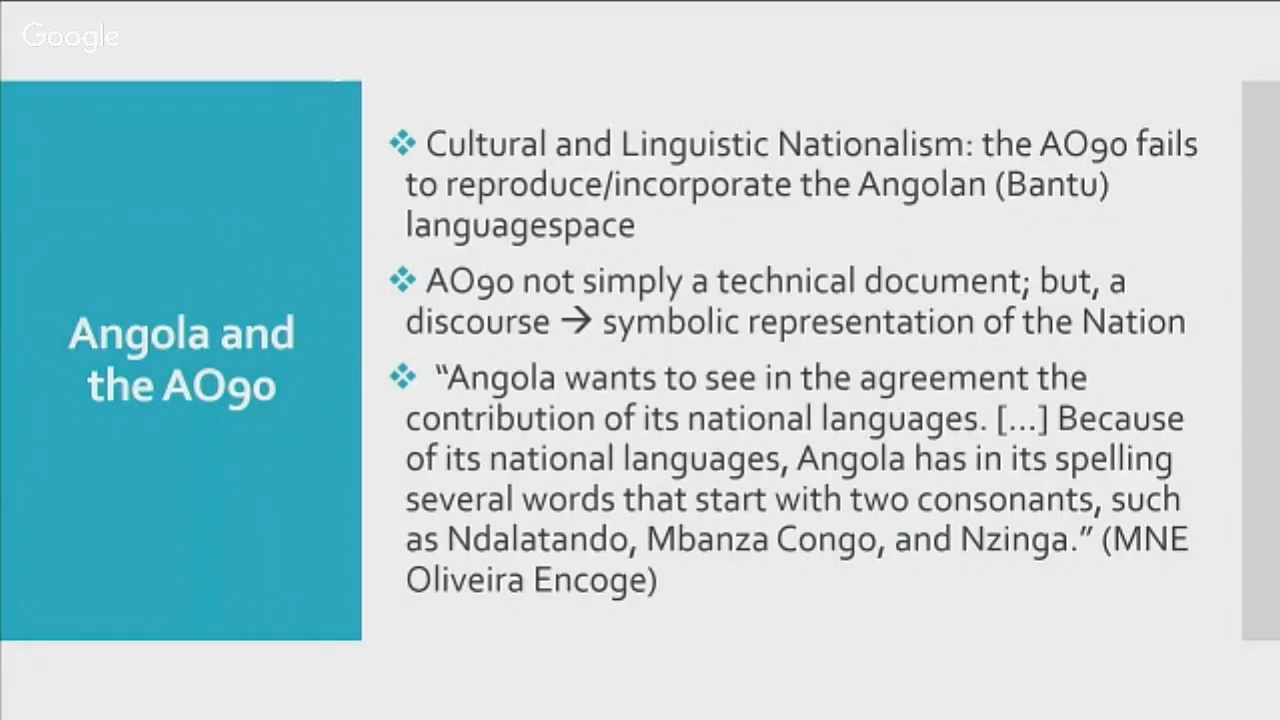 Google
Angola and
the AO90
❖ Cultural and Linguistic Nationalism: the AO90 fails
to reproduce/incorporate the Angolan (Bantu)
languagespace
❖ AO90 not simply a technical document; but, a
discourse → symbolic representation of the Nation
❖ “Angola wants to see in the agreement the
contribution of its national languages. [...] Because
of its national languages, Angola has in its spelling
several words that start with two consonants, such
as Ndalatando, Mbanza Congo, and Nzinga.” (MNE
Oliveira Encoge)